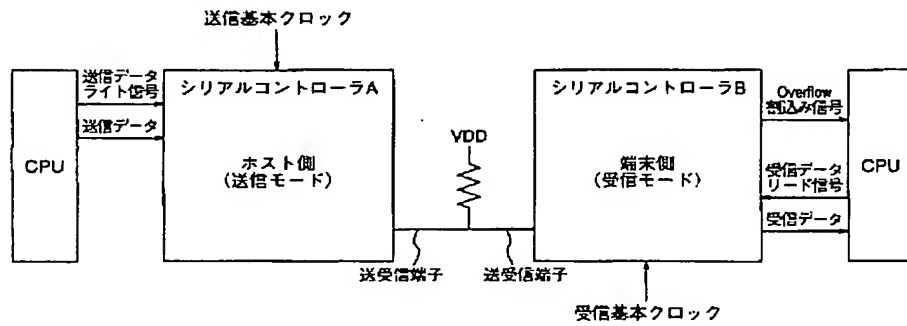 送信基本クロック
CPU
送信データ
ライト信号
送信データ
シリアルコントローラA
ホスト側
(送信モード)
VDD
送受信端子
送受信端子
シリアルコントローラB
端末側
(受信モード)
Overflow
割込み信号
受信データ
リード信号
受信データ
CPU
受信基本クロック